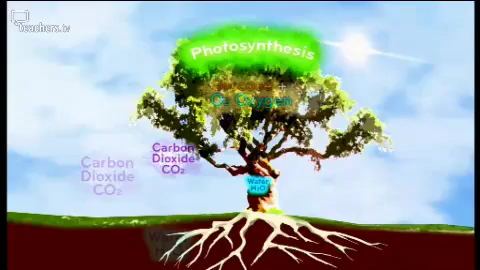 Teachers.tv
Photosynthesis
O₂ Oxygen
Carbon
Dioxide
CO₂
Carbon
Dioxide
CO₂
Water
H₂O